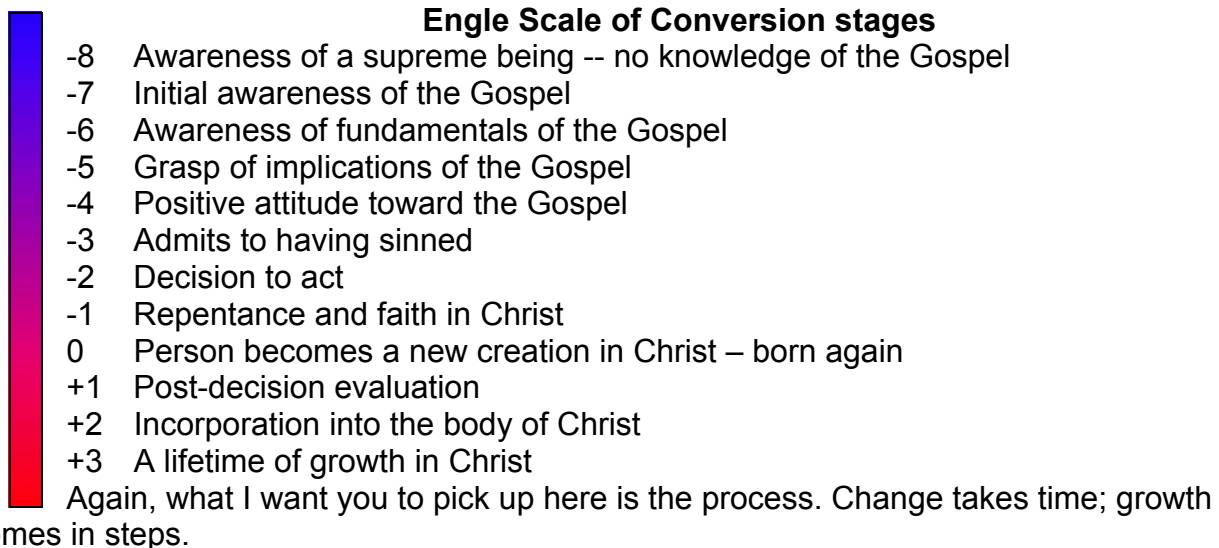 Engle Scale of Conversion stages
-8 Awareness of a supreme being -- no knowledge of the Gospel
-7 Initial awareness of the Gospel
-6 Awareness of fundamentals of the Gospel
-5 Grasp of implications of the Gospel
-4 Positive attitude toward the Gospel
-3 Admits to having sinned
-2 Decision to act
-1 Repentance and faith in Christ
0 Person becomes a new creation in Christ – born again
+1 Post-decision evaluation
+2 Incorporation into the body of Christ
+3 A lifetime of growth in Christ
Again, what I want you to pick up here is the process. Change takes time; growth
mes in steps.